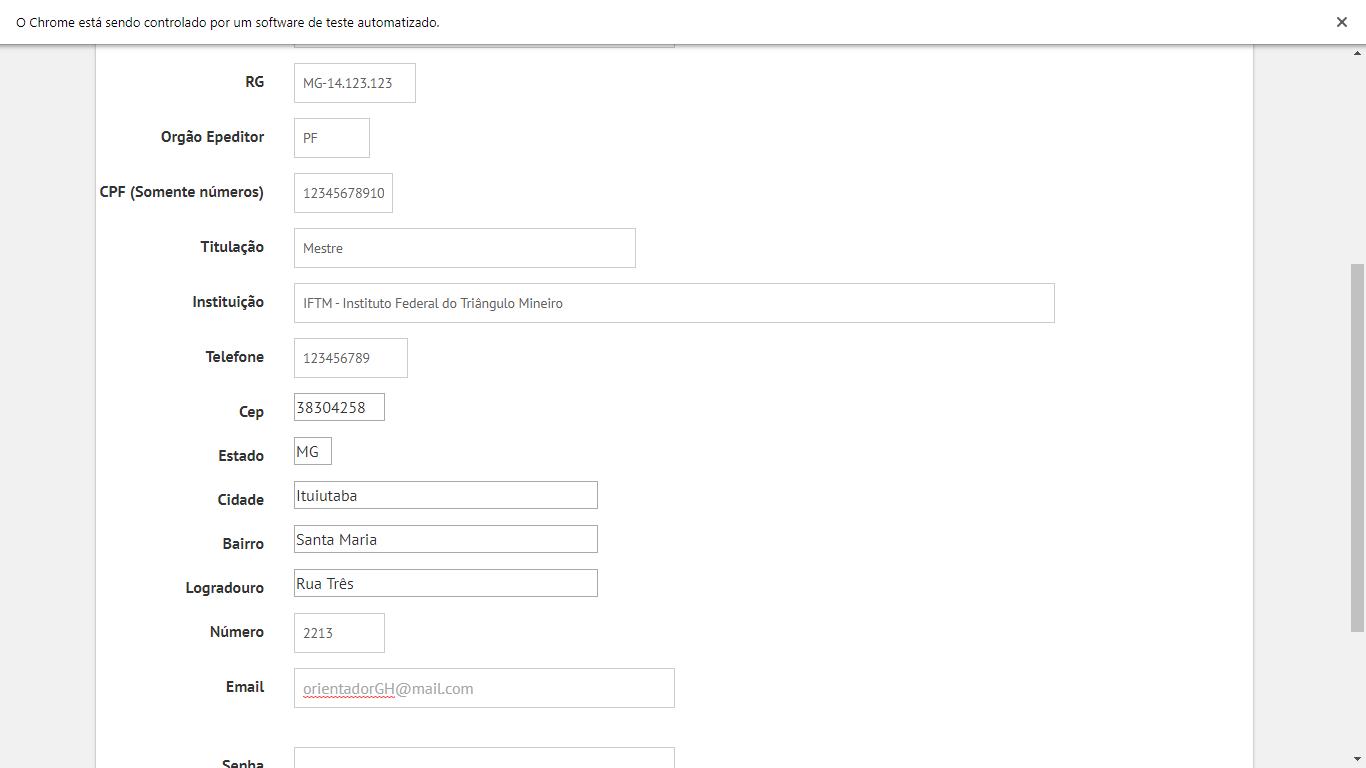 O Chrome está sendo controlado por um software de teste automatizado.
RG MG-14.123.123
Orgão Epeditor PF
CPF (Somente números) 12345678910
Titulação Mestre
Instituição IFTM - Instituto Federal do Triângulo Mineiro
Telefone 123456789
Cep 38304258
Estado MG
Cidade Ituiutaba
Bairro Santa Maria
Logradouro Rua Três
Número 2213
Email orientadorGH@mail.com
Senha